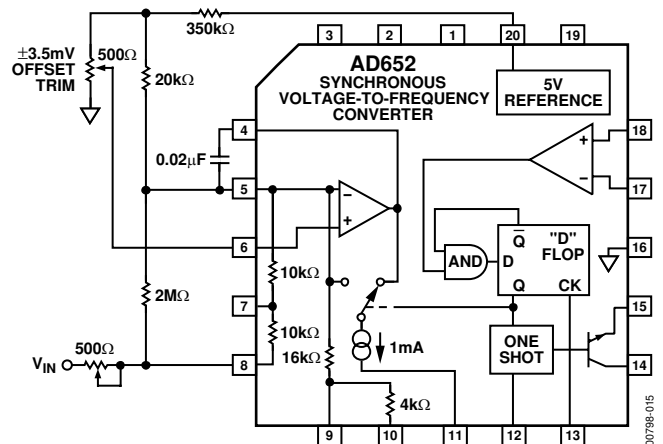 350kΩ
±3.5mV
OFFSET
TRIM
500Ω
20kΩ
0.02µF
2MΩ
V_IN
500Ω
3
2
1
20
19
AD652
SYNCHRONOUS
VOLTAGE-TO-FREQUENCY
CONVERTER
5V
REFERENCE
4
5
6
7
8
18
17
16
15
14
+
–
–
+
10kΩ
10kΩ
16kΩ
4kΩ
1mA
AND
Q̅
"D"
FLOP
D
Q
CK
ONE
SHOT
9
10
11
12
13
00798-015